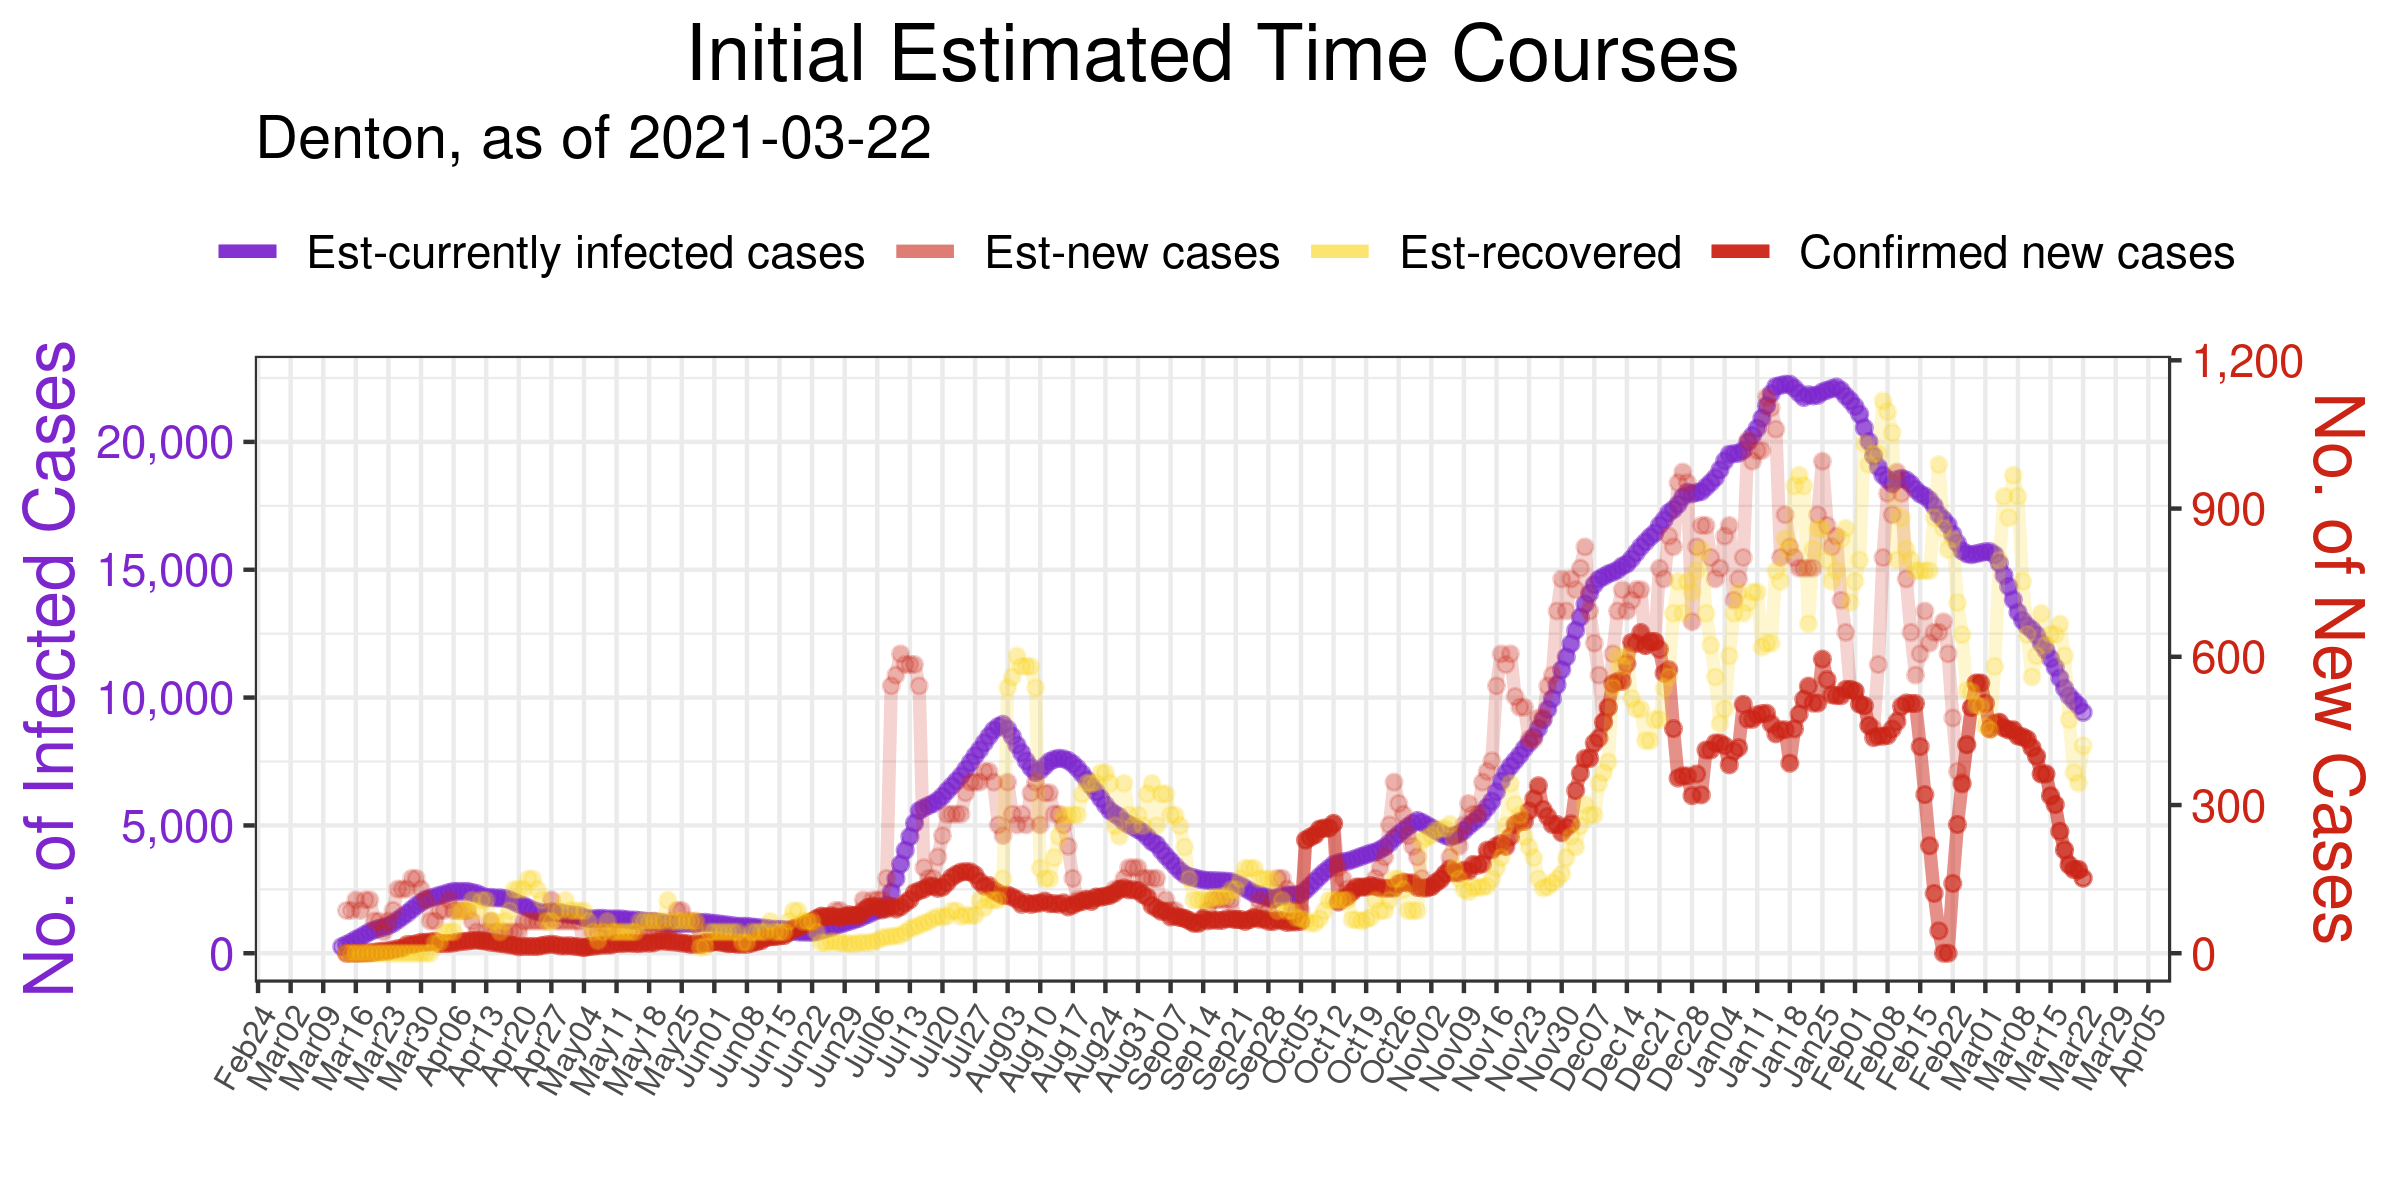 Initial Estimated Time Courses
Denton, as of 2021-03-22
Est-currently infected cases Est-new cases Est-recovered Confirmed new cases
No. of Infected Cases
20,000
15,000
10,000
5,000
0
1,200
900
600
300
0
No. of New Cases
Feb24
Mar02
Mar09
Mar16
Mar23
Mar30
Apr06
Apr13
Apr20
Apr27
May04
May11
May18
May25
Jun01
Jun08
Jun15
Jun22
Jun29
Jul06
Jul13
Jul20
Jul27
Aug03
Aug10
Aug17
Aug24
Aug31
Sep07
Sep14
Sep21
Sep28
Oct05
Oct12
Oct19
Oct26
Nov02
Nov09
Nov16
Nov23
Nov30
Dec07
Dec14
Dec21
Dec28
Jan04
Jan11
Jan18
Jan25
Feb01
Feb08
Feb15
Feb22
Mar01
Mar08
Mar15
Mar22
Mar29
Apr05